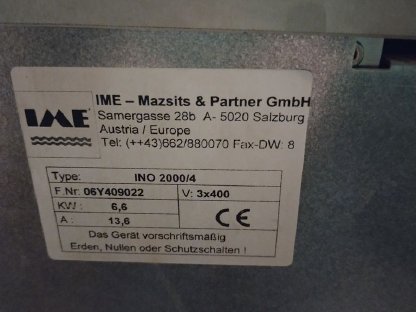 IME
IME – Mazsits & Partner GmbH
Samergasse 28b A- 5020 Salzburg
Austria / Europe
Tel: (++43)662/880070 Fax-DW: 8
Type: INO 2000/4
F.Nr: 06Y409022 V: 3x400
KW : 6,6
A : 13,6
CE
Das Gerät vorschriftsmäßig
Erden, Nullen oder Schutzschalten !